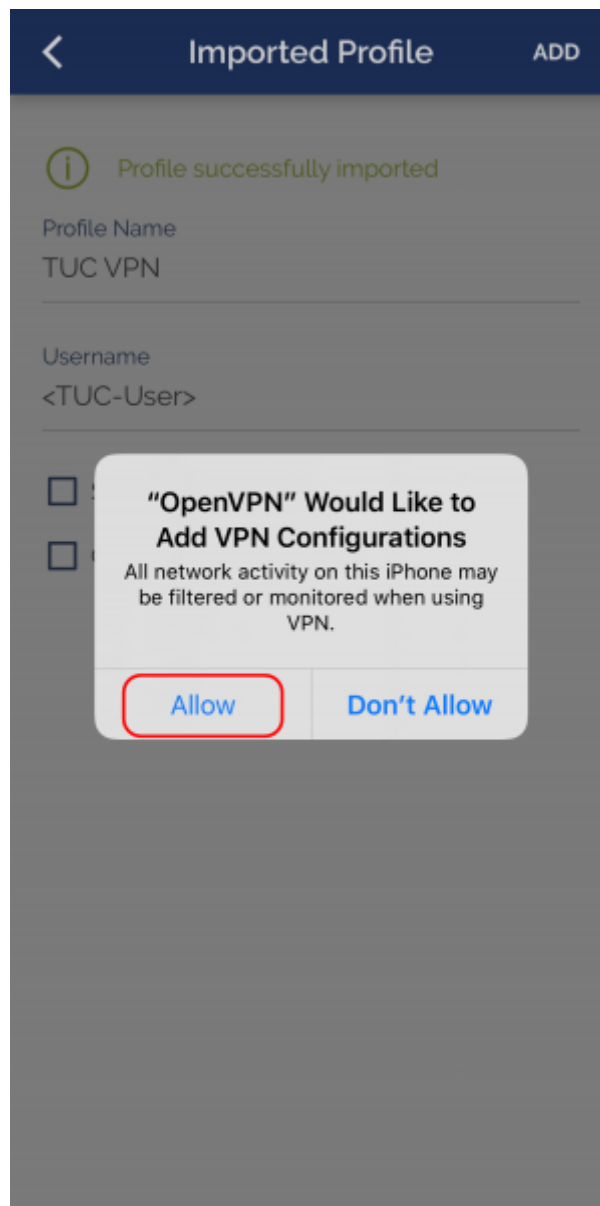 Imported Profile ADD
Profile successfully imported
Profile Name
TUC VPN
Username
<TUC-User>
“OpenVPN” Would Like to
Add VPN Configurations
All network activity on this iPhone may
be filtered or monitored when using
VPN.
Allow Don’t Allow